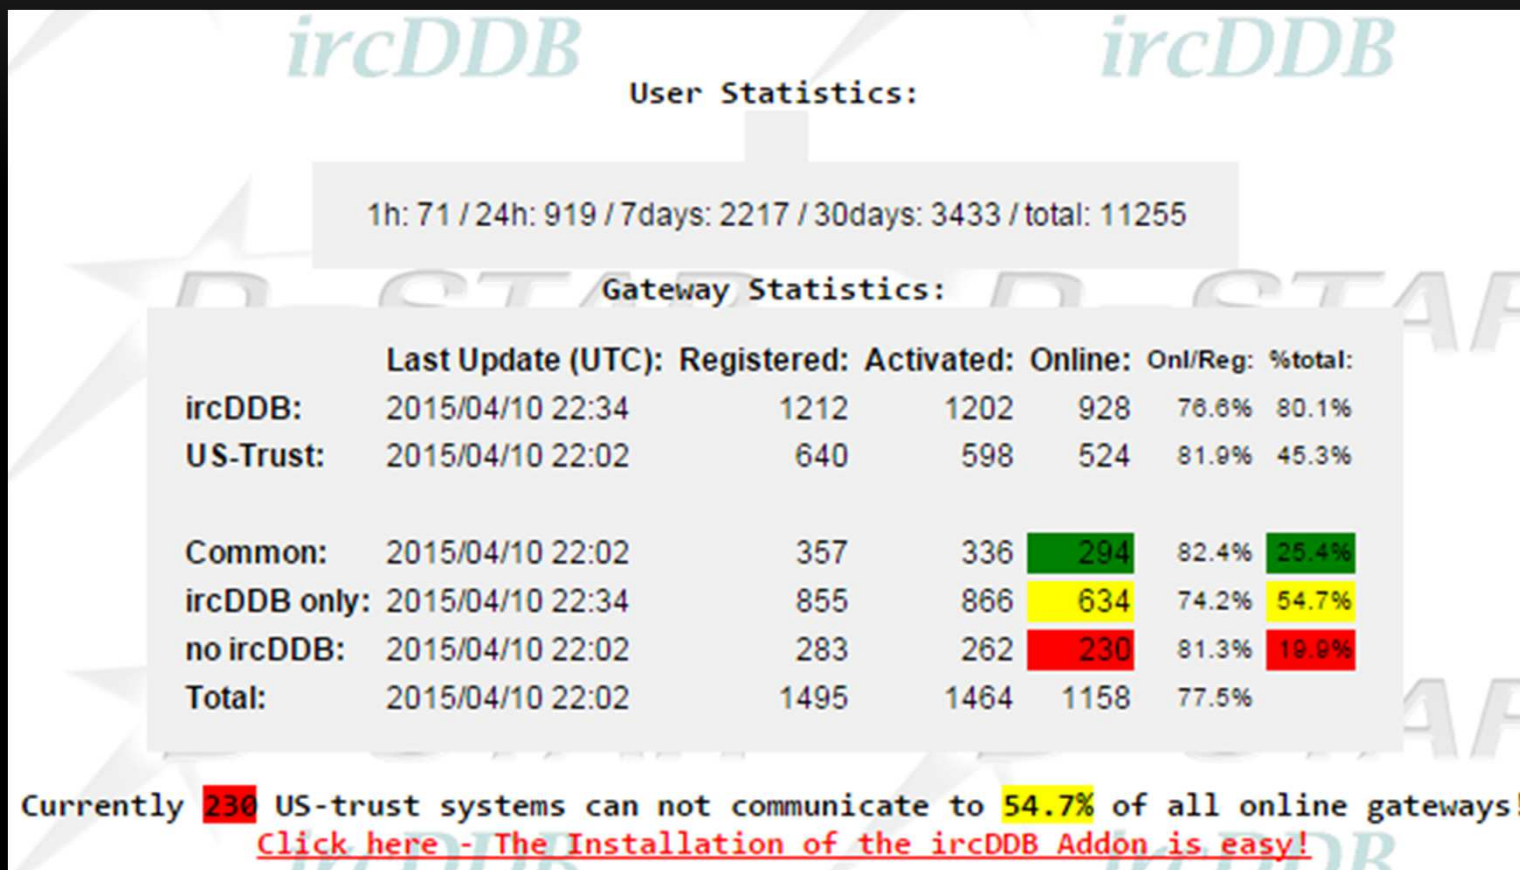 ircDDB ircDDB
User Statistics:
1h: 71 / 24h: 919 / 7days: 2217 / 30days: 3433 / total: 11255
D-STAR D-STAR
Gateway Statistics:
Last Update (UTC): Registered: Activated: Online: Onl/Reg: %total:
ircDDB: 2015/04/10 22:34 1212 1202 928 76.6% 80.1%
US-Trust: 2015/04/10 22:02 640 598 524 81.9% 45.3%
Common: 2015/04/10 22:02 357 336 294 82.4% 25.4%
ircDDB only: 2015/04/10 22:34 855 866 634 74.2% 54.7%
no ircDDB: 2015/04/10 22:02 283 262 230 81.3% 19.9%
Total: 2015/04/10 22:02 1495 1464 1158 77.5%
Currently 230 US-trust systems can not communicate to 54.7% of all online gateways!
Click here - The Installation of the ircDDB Addon is easy!